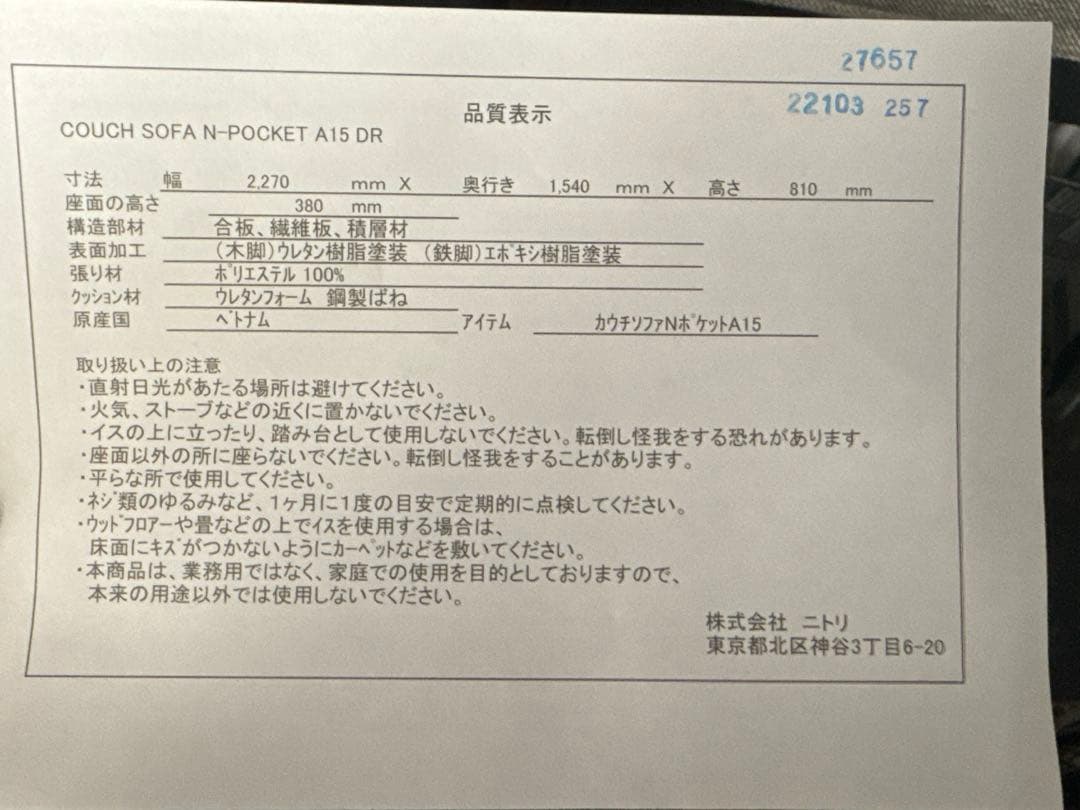 27657
品質表示
22103 257
COUCH SOFA N-POCKET A15 DR
寸法 幅 2,270 mm X 奥行き 1,540 mm X 高さ 810 mm
座面の高さ 380 mm
構造部材 合板、繊維板、積層材
表面加工 (木脚)ウレタン樹脂塗装 (鉄脚)エポキシ樹脂塗装
張り材 ポリエステル 100%
クッション材 ウレタンフォーム 鋼製ばね
原産国 ベトナム アイテム カウチソファNポケットA15
取り扱い上の注意
・直射日光があたる場所は避けてください。
・火気、ストーブなどの近くに置かないでください。
・イスの上に立ったり、踏み台として使用しないでください。転倒し怪我をする恐れがあります。
・座面以外の所に座らないでください。転倒し怪我をすることがあります。
・平らな所で使用してください。
・ネジ類のゆるみなど、1ヶ月に1度の目安で定期的に点検してください。
・ウッドフロアーや畳などの上でイスを使用する場合は、
床面にキズがつかないようにカーペットなどを敷いてください。
・本商品は、業務用ではなく、家庭での使用を目的としておりますので、
本来の用途以外では使用しないでください。
株式会社 ニトリ
東京都北区神谷3丁目6-20